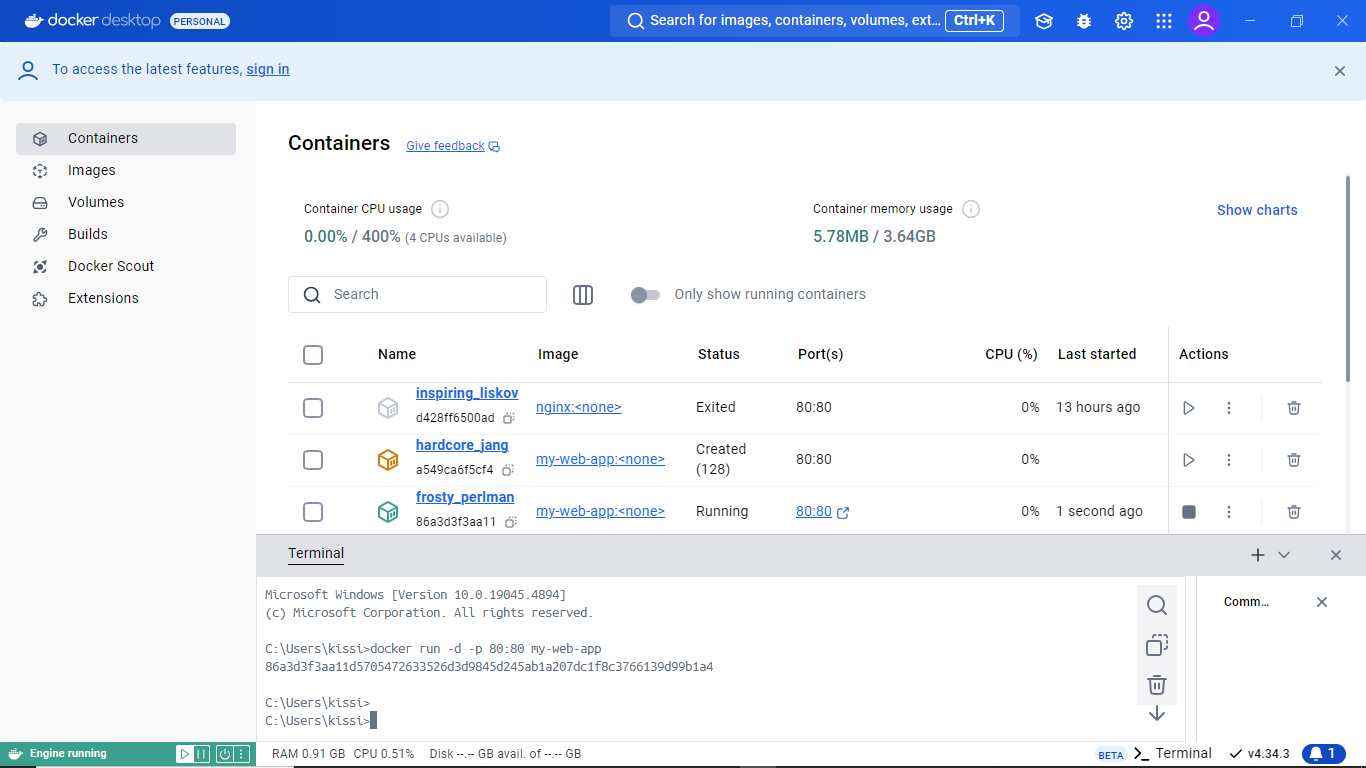 docker desktop PERSONAL
Search for images, containers, volumes, ext... Ctrl+K
To access the latest features, sign in
Containers
Images
Volumes
Builds
Docker Scout
Extensions
Containers Give feedback
Container CPU usage
0.00% / 400% (4 CPUs available)
Container memory usage
5.78MB / 3.64GB
Show charts
Search
Only show running containers
Name Image Status Port(s) CPU (%) Last started Actions
inspiring_liskov
d428ff6500ad
nginx:<none> Exited 80:80 0% 13 hours ago
hardcore_jang
a549ca6f5cf4
my-web-app:<none> Created
(128)
80:80 0%
frosty_perlman
86a3d3f3aa11
my-web-app:<none> Running 80:80 0% 1 second ago
Terminal
Microsoft Windows [Version 10.0.19045.4894]
(c) Microsoft Corporation. All rights reserved.
C:\Users\kissi>docker run -d -p 80:80 my-web-app
86a3d3f3aa11d5705472633526d3d9845d245ab1a207dc1f8c3766139d99b1a4
C:\Users\kissi>
C:\Users\kissi>
Comm...
Engine running
RAM 0.91 GB CPU 0.51% Disk --.-- GB avail. of --.-- GB
BETA >_ Terminal v4.34.3 1